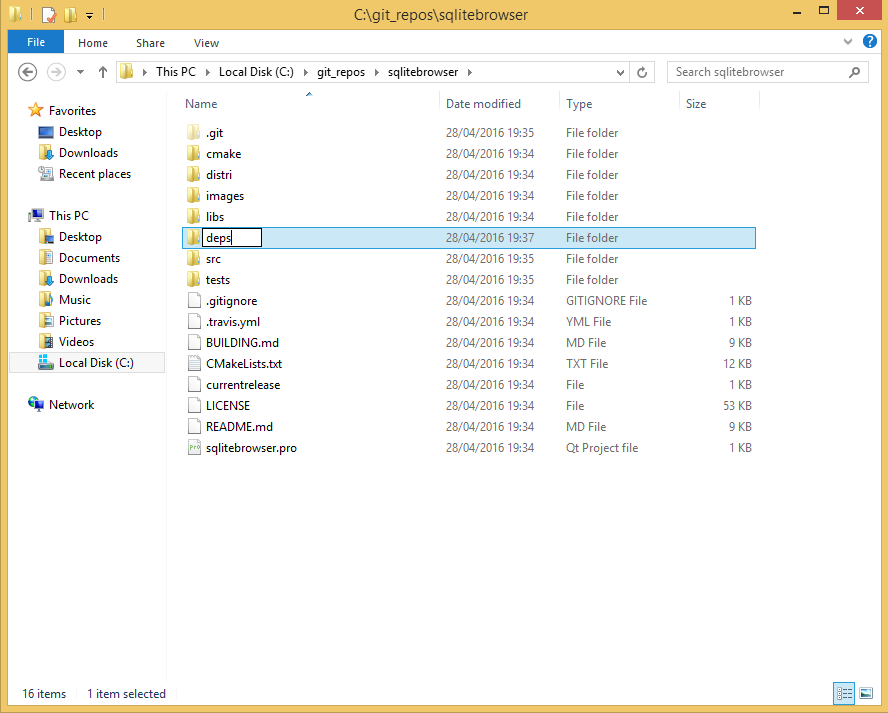 C:\git_repos\sqlitebrowser
File Home Share View
This PC Local Disk (C:) git_repos sqlitebrowser Search sqlitebrowser
Name Date modified Type Size
Favorites
Desktop
Downloads
Recent places
This PC
Desktop
Documents
Downloads
Music
Pictures
Videos
Local Disk (C:)
Network
.git 28/04/2016 19:35 File folder
cmake 28/04/2016 19:34 File folder
distri 28/04/2016 19:34 File folder
images 28/04/2016 19:34 File folder
libs 28/04/2016 19:34 File folder
deps 28/04/2016 19:37 File folder
src 28/04/2016 19:35 File folder
tests 28/04/2016 19:35 File folder
.gitignore 28/04/2016 19:34 GITIGNORE File 1 KB
.travis.yml 28/04/2016 19:34 YML File 1 KB
BUILDING.md 28/04/2016 19:34 MD File 9 KB
CMakeLists.txt 28/04/2016 19:34 TXT File 12 KB
currentrelease 28/04/2016 19:34 File 1 KB
LICENSE 28/04/2016 19:34 File 53 KB
README.md 28/04/2016 19:34 MD File 9 KB
sqlitebrowser.pro 28/04/2016 19:34 Qt Project file 1 KB
16 items 1 item selected